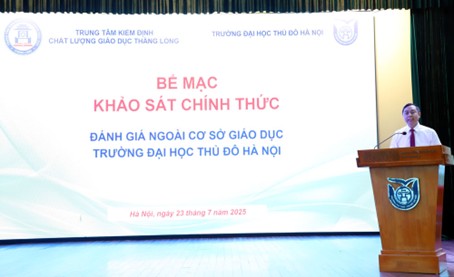 TRUNG TÂM KIỂM ĐỊNH
CHẤT LƯỢNG GIÁO DỤC THĂNG LONG
TRƯỜNG ĐẠI HỌC THỦ ĐÔ HÀ NỘI
BẾ MẠC
KHẢO SÁT CHÍNH THỨC
ĐÁNH GIÁ NGOÀI CƠ SỞ GIÁO DỤC
TRƯỜNG ĐẠI HỌC THỦ ĐÔ HÀ NỘI
Hà Nội, ngày 23 tháng 7 năm 2025